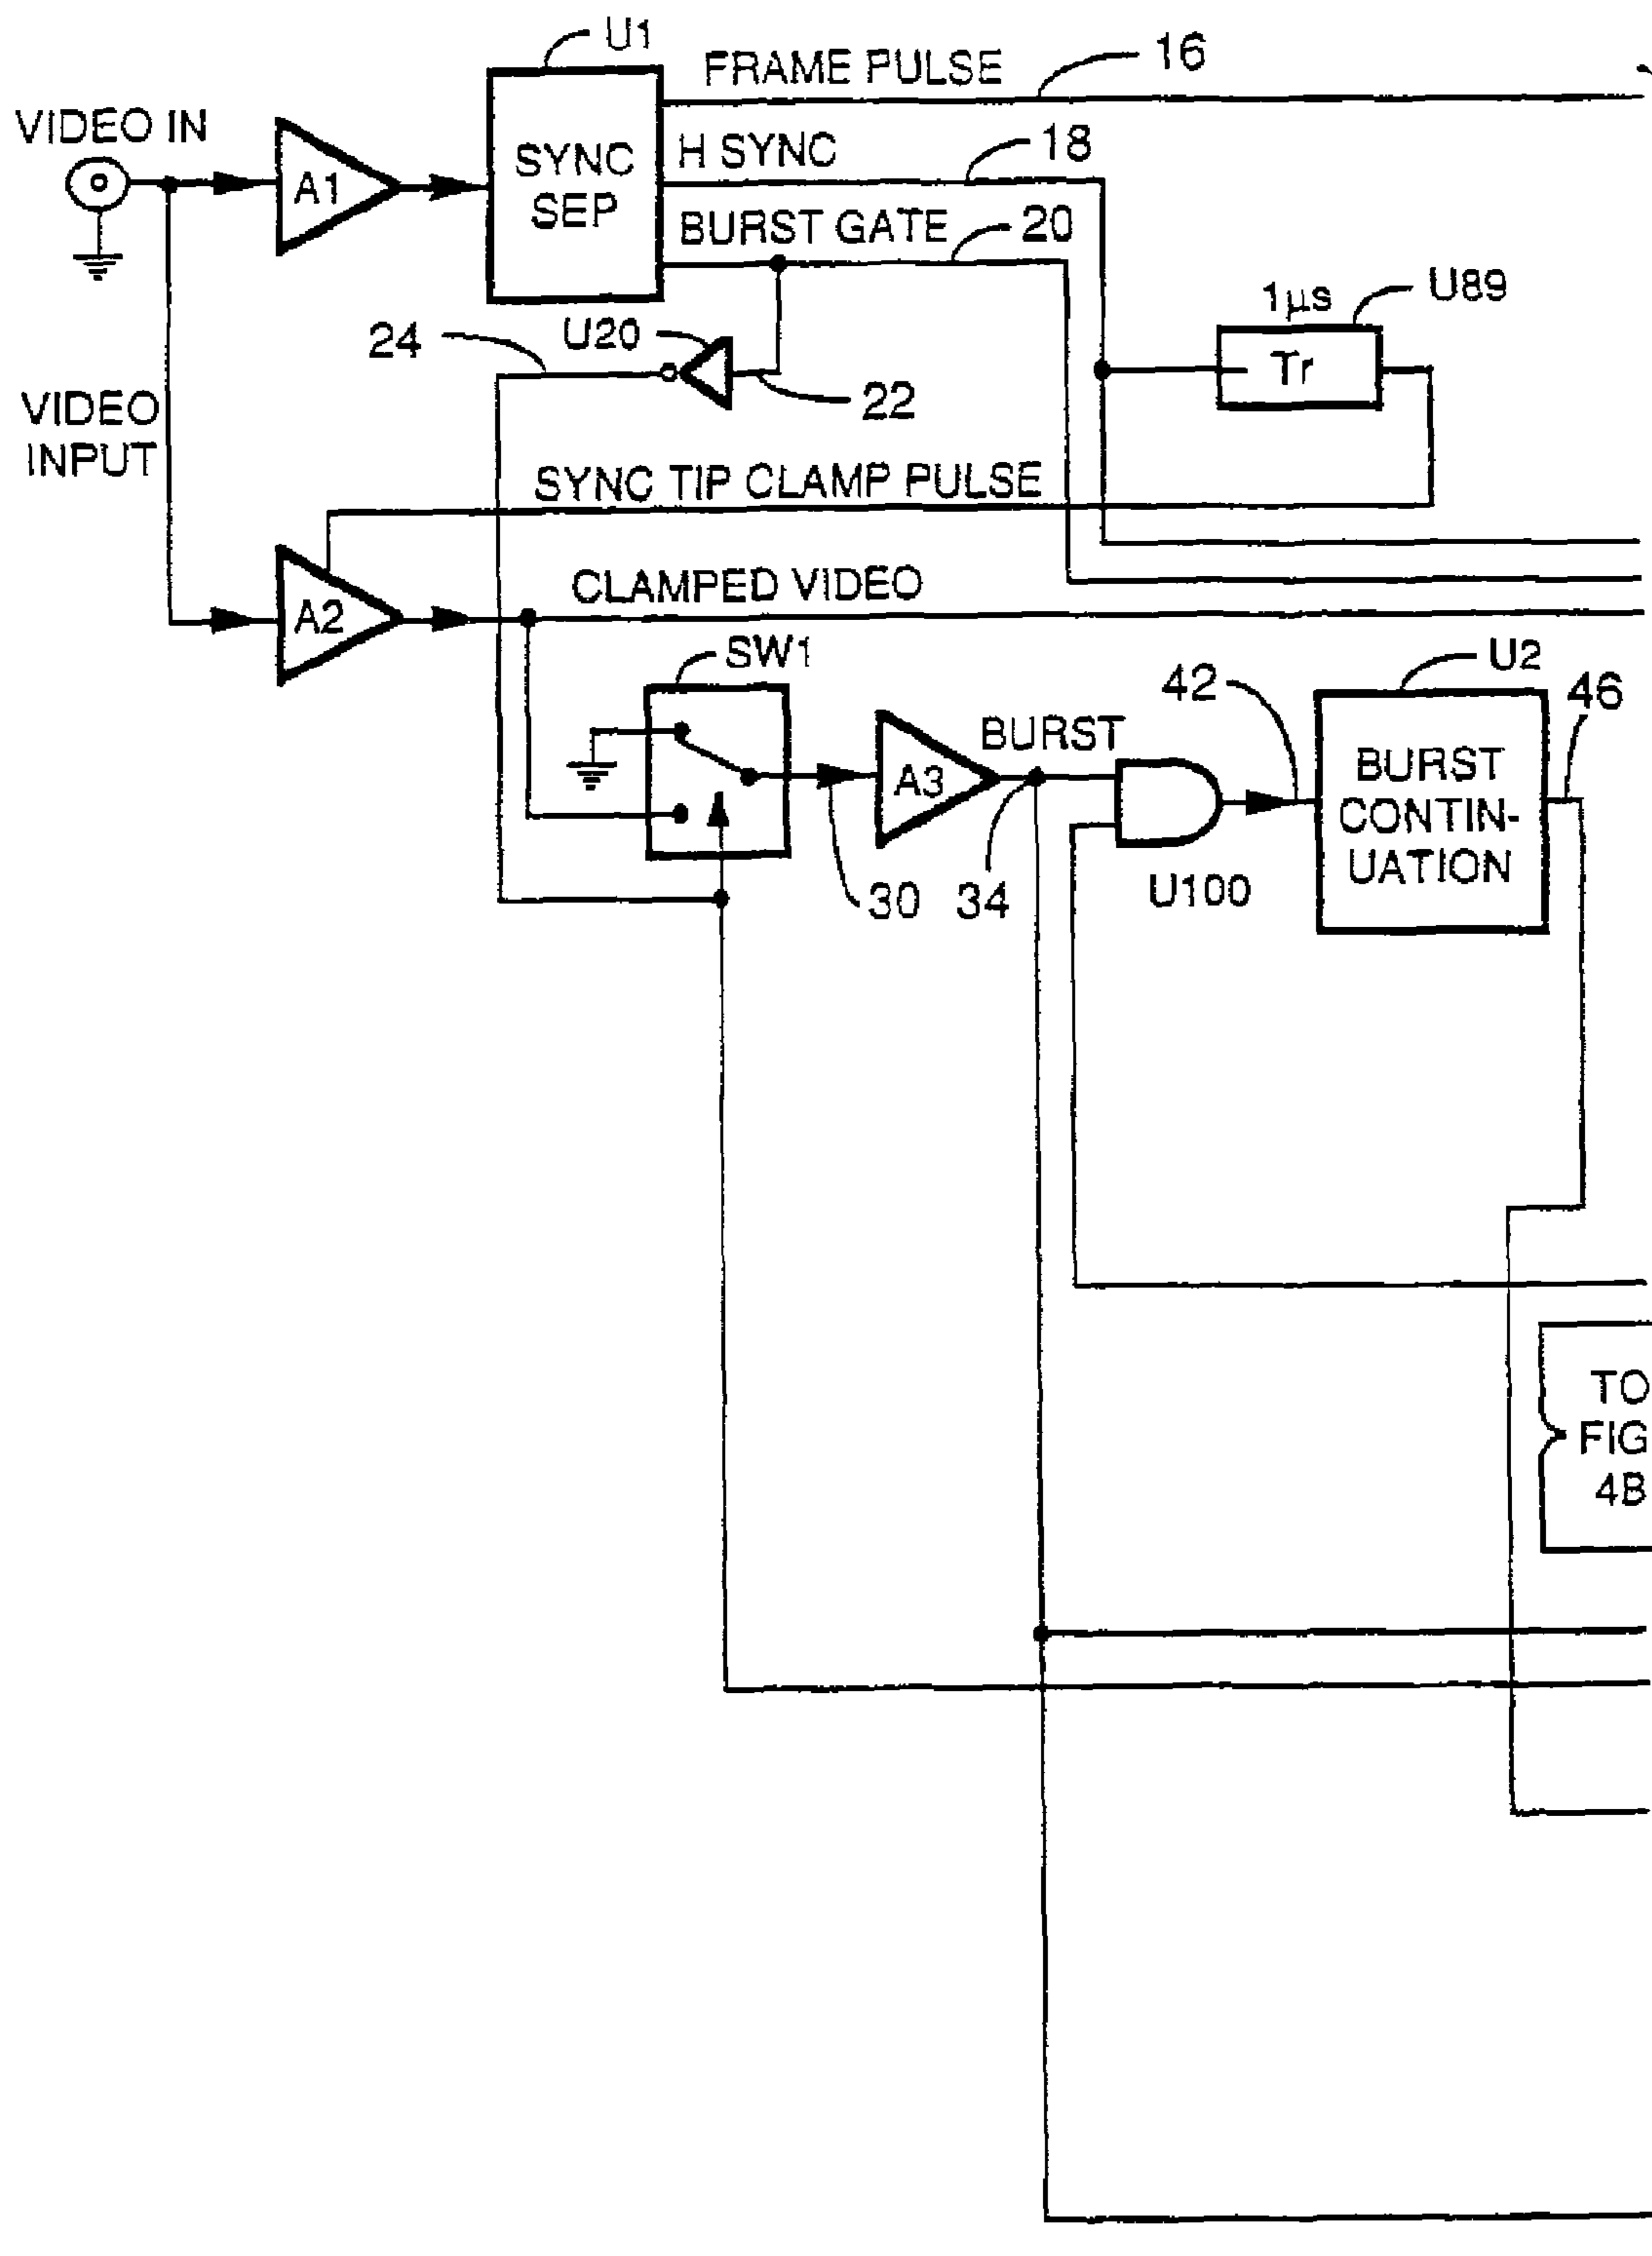 U1
FRAME PULSE
16
VIDEO IN
A1
SYNC
SEP
H SYNC
18
BURST GATE
20
1µs
U89
Tr
24
U20
22
VIDEO
INPUT
SYNC TIP CLAMP PULSE
A2
CLAMPED VIDEO
SW1
A3
BURST
30
34
U100
42
U2
46
BURST
CONTIN-
UATION
TO
FIG
4B